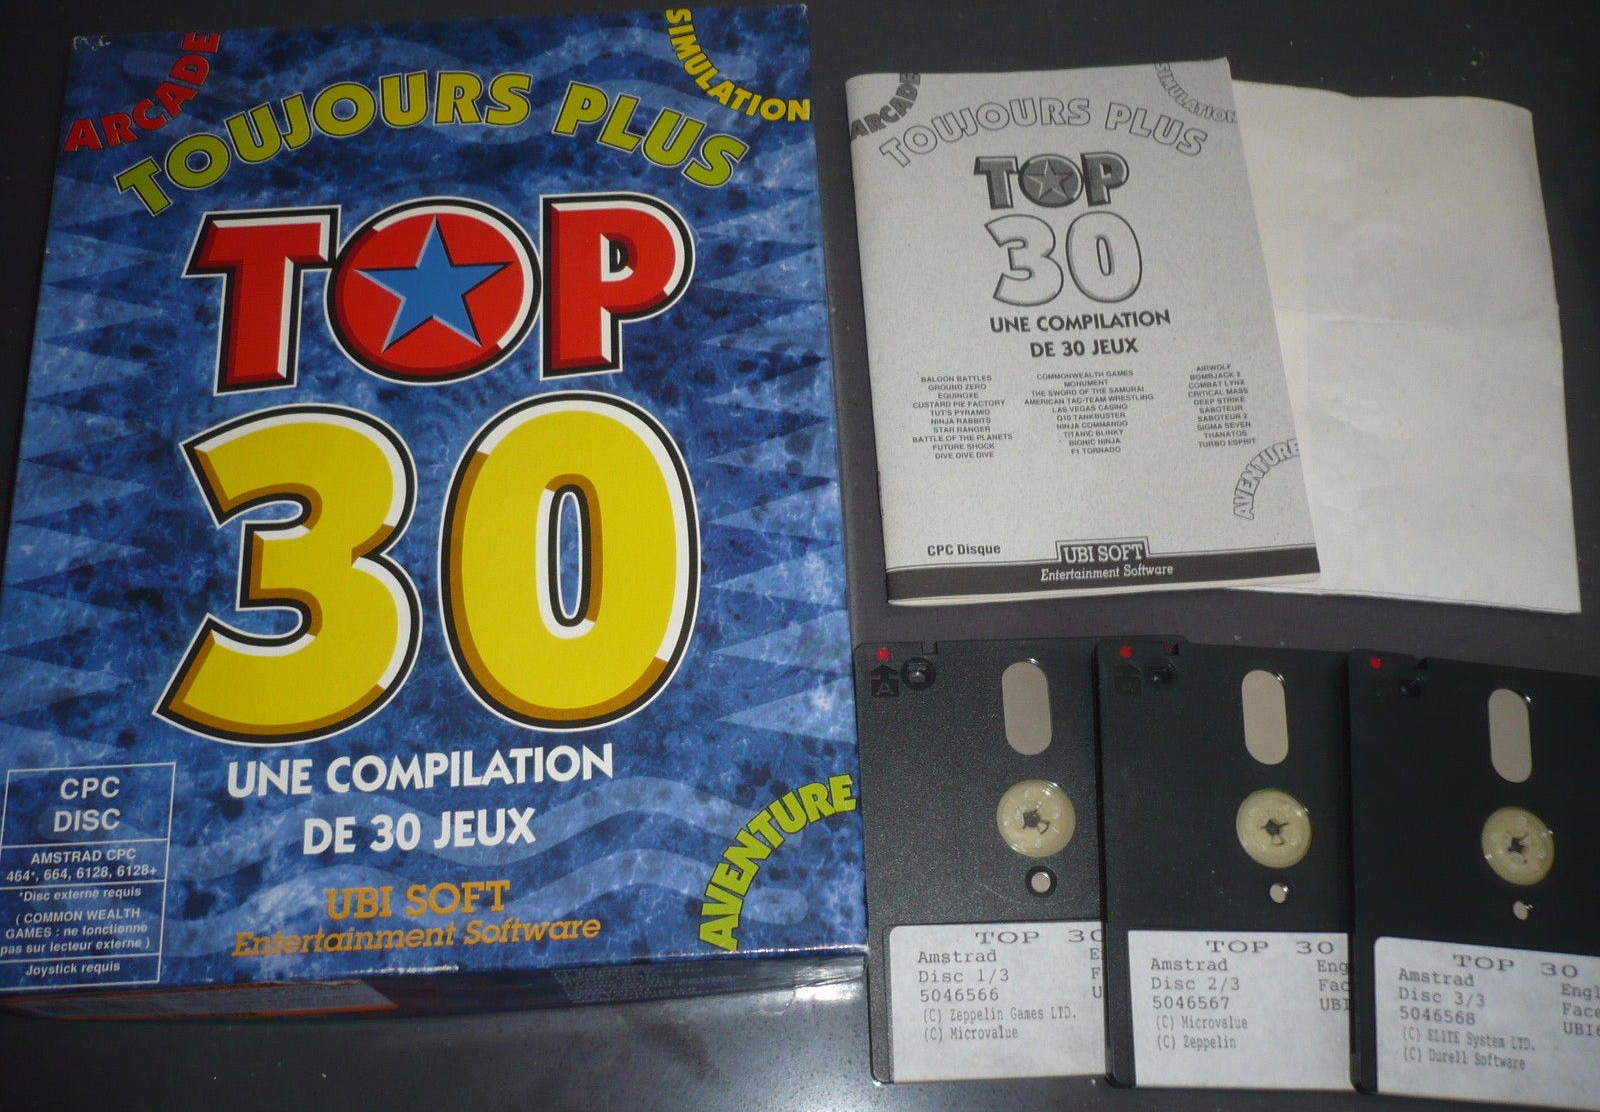 ARCADE
SIMULATION
TOUJOURS PLUS
TOP
30
UNE COMPILATION
DE 30 JEUX
AVENTURE
UBI SOFT
Entertainment Software
CPC
DISC
AMSTRAD CPC
464*, 664, 6128, 6128+
*Disc externe requis
( COMMON WEALTH
GAMES : ne fonctionne
pas sur lecteur externe )
Joystick requis
ARCADE
SIMULATION
TOUJOURS PLUS
TOP
30
UNE COMPILATION
DE 30 JEUX
BALOON BATTLES
GROUND ZERO
EQUINOXE
CUSTARD PIE FACTORY
TUT'S PYRAMID
NINJA RABBITS
STAR RANGER
BATTLE OF THE PLANETS
FUTURE SHOCK
DIVE DIVE DIVE
COMMONWEALTH GAMES
MONUMENT
THE SWORD OF THE SAMURAI
AMERICAN TAG-TEAM WRESTLING
LAS VEGAS CASINO
Q10 TANKBUSTER
NINJA COMMANDO
TITANIC BLINKY
BIONIC NINJA
F1 TORNADO
AIRWOLF
BOMBJACK 2
COMBAT LYNX
CRITICAL MASS
DEEP STRIKE
SABOTEUR
SABOTEUR 2
SIGMA SEVEN
THANATOS
TURBO ESPRIT
AVENTURE
CPC Disque
UBI SOFT
Entertainment Software
A
TOP 30
Amstrad
Disc 1/3
5046566
(C) Zeppelin Games LTD.
(C) Microvalue
TOP 30
Amstrad Eng
Disc 2/3 Fac
5046567 UBI
(C) Microvalue
(C) Zeppelin
TOP 30
Amstrad Engl
Disc 3/3 Face
5046568 UBI
(C) ELITE System LTD.
(C) Durell Software